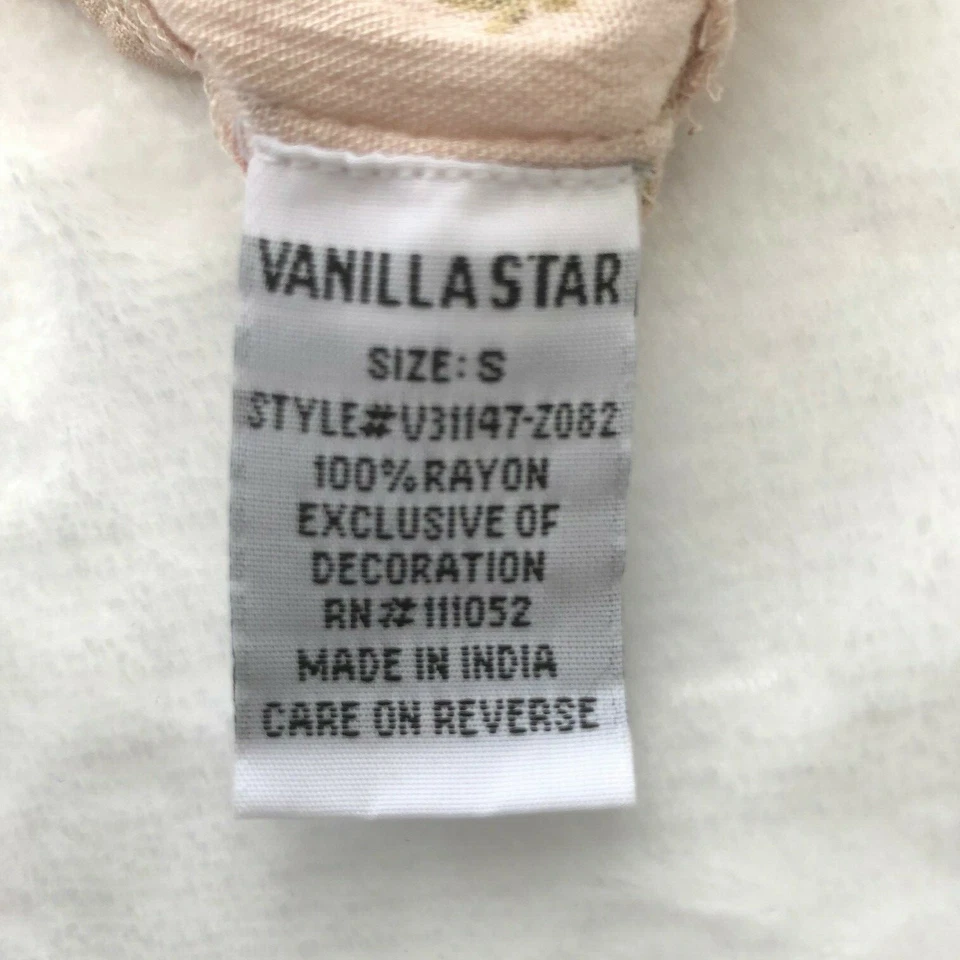 VANILLA STAR
SIZE: S
STYLE# V31147-Z082
100% RAYON
EXCLUSIVE OF
DECORATION
RN# 111052
MADE IN INDIA
CARE ON REVERSE